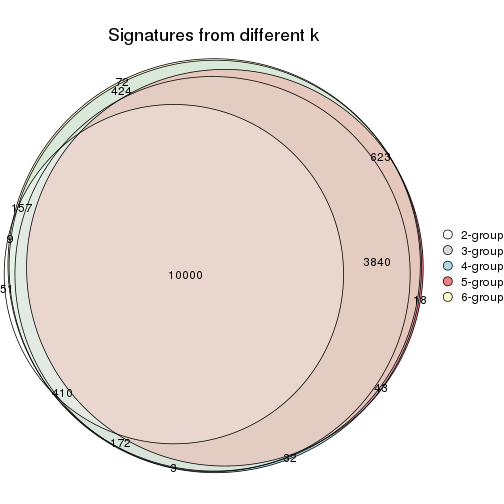 Signatures from different k
72
424
623
157
9
3840
10000
51
18
43
410
172
32
3
2-group
3-group
4-group
5-group
6-group